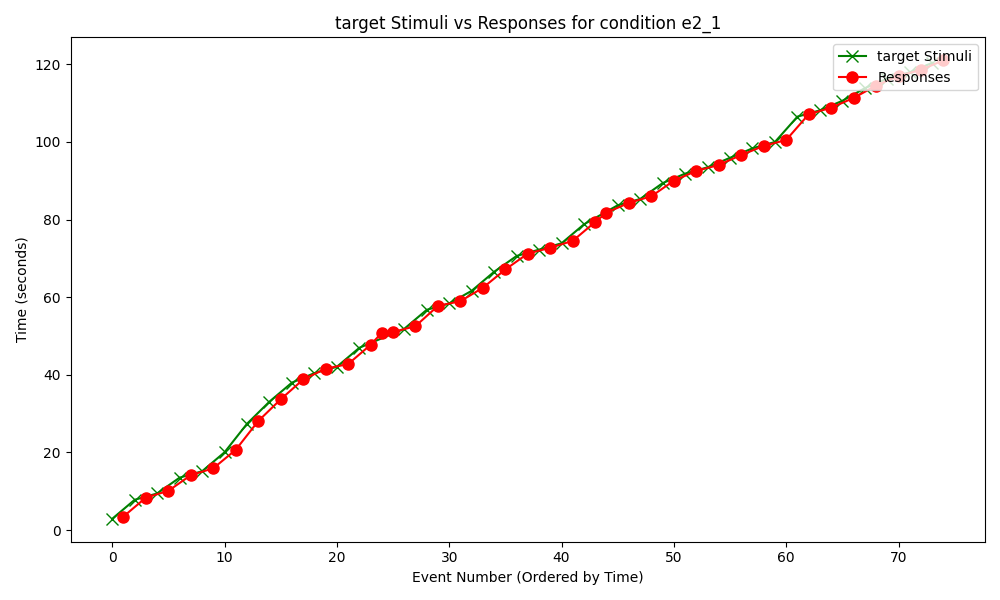 target Stimuli vs Responses for condition e2_1
target Stimuli
Responses
Time (seconds)
120
100
80
60
40
20
0
0 10 20 30 40 50 60 70
Event Number (Ordered by Time)